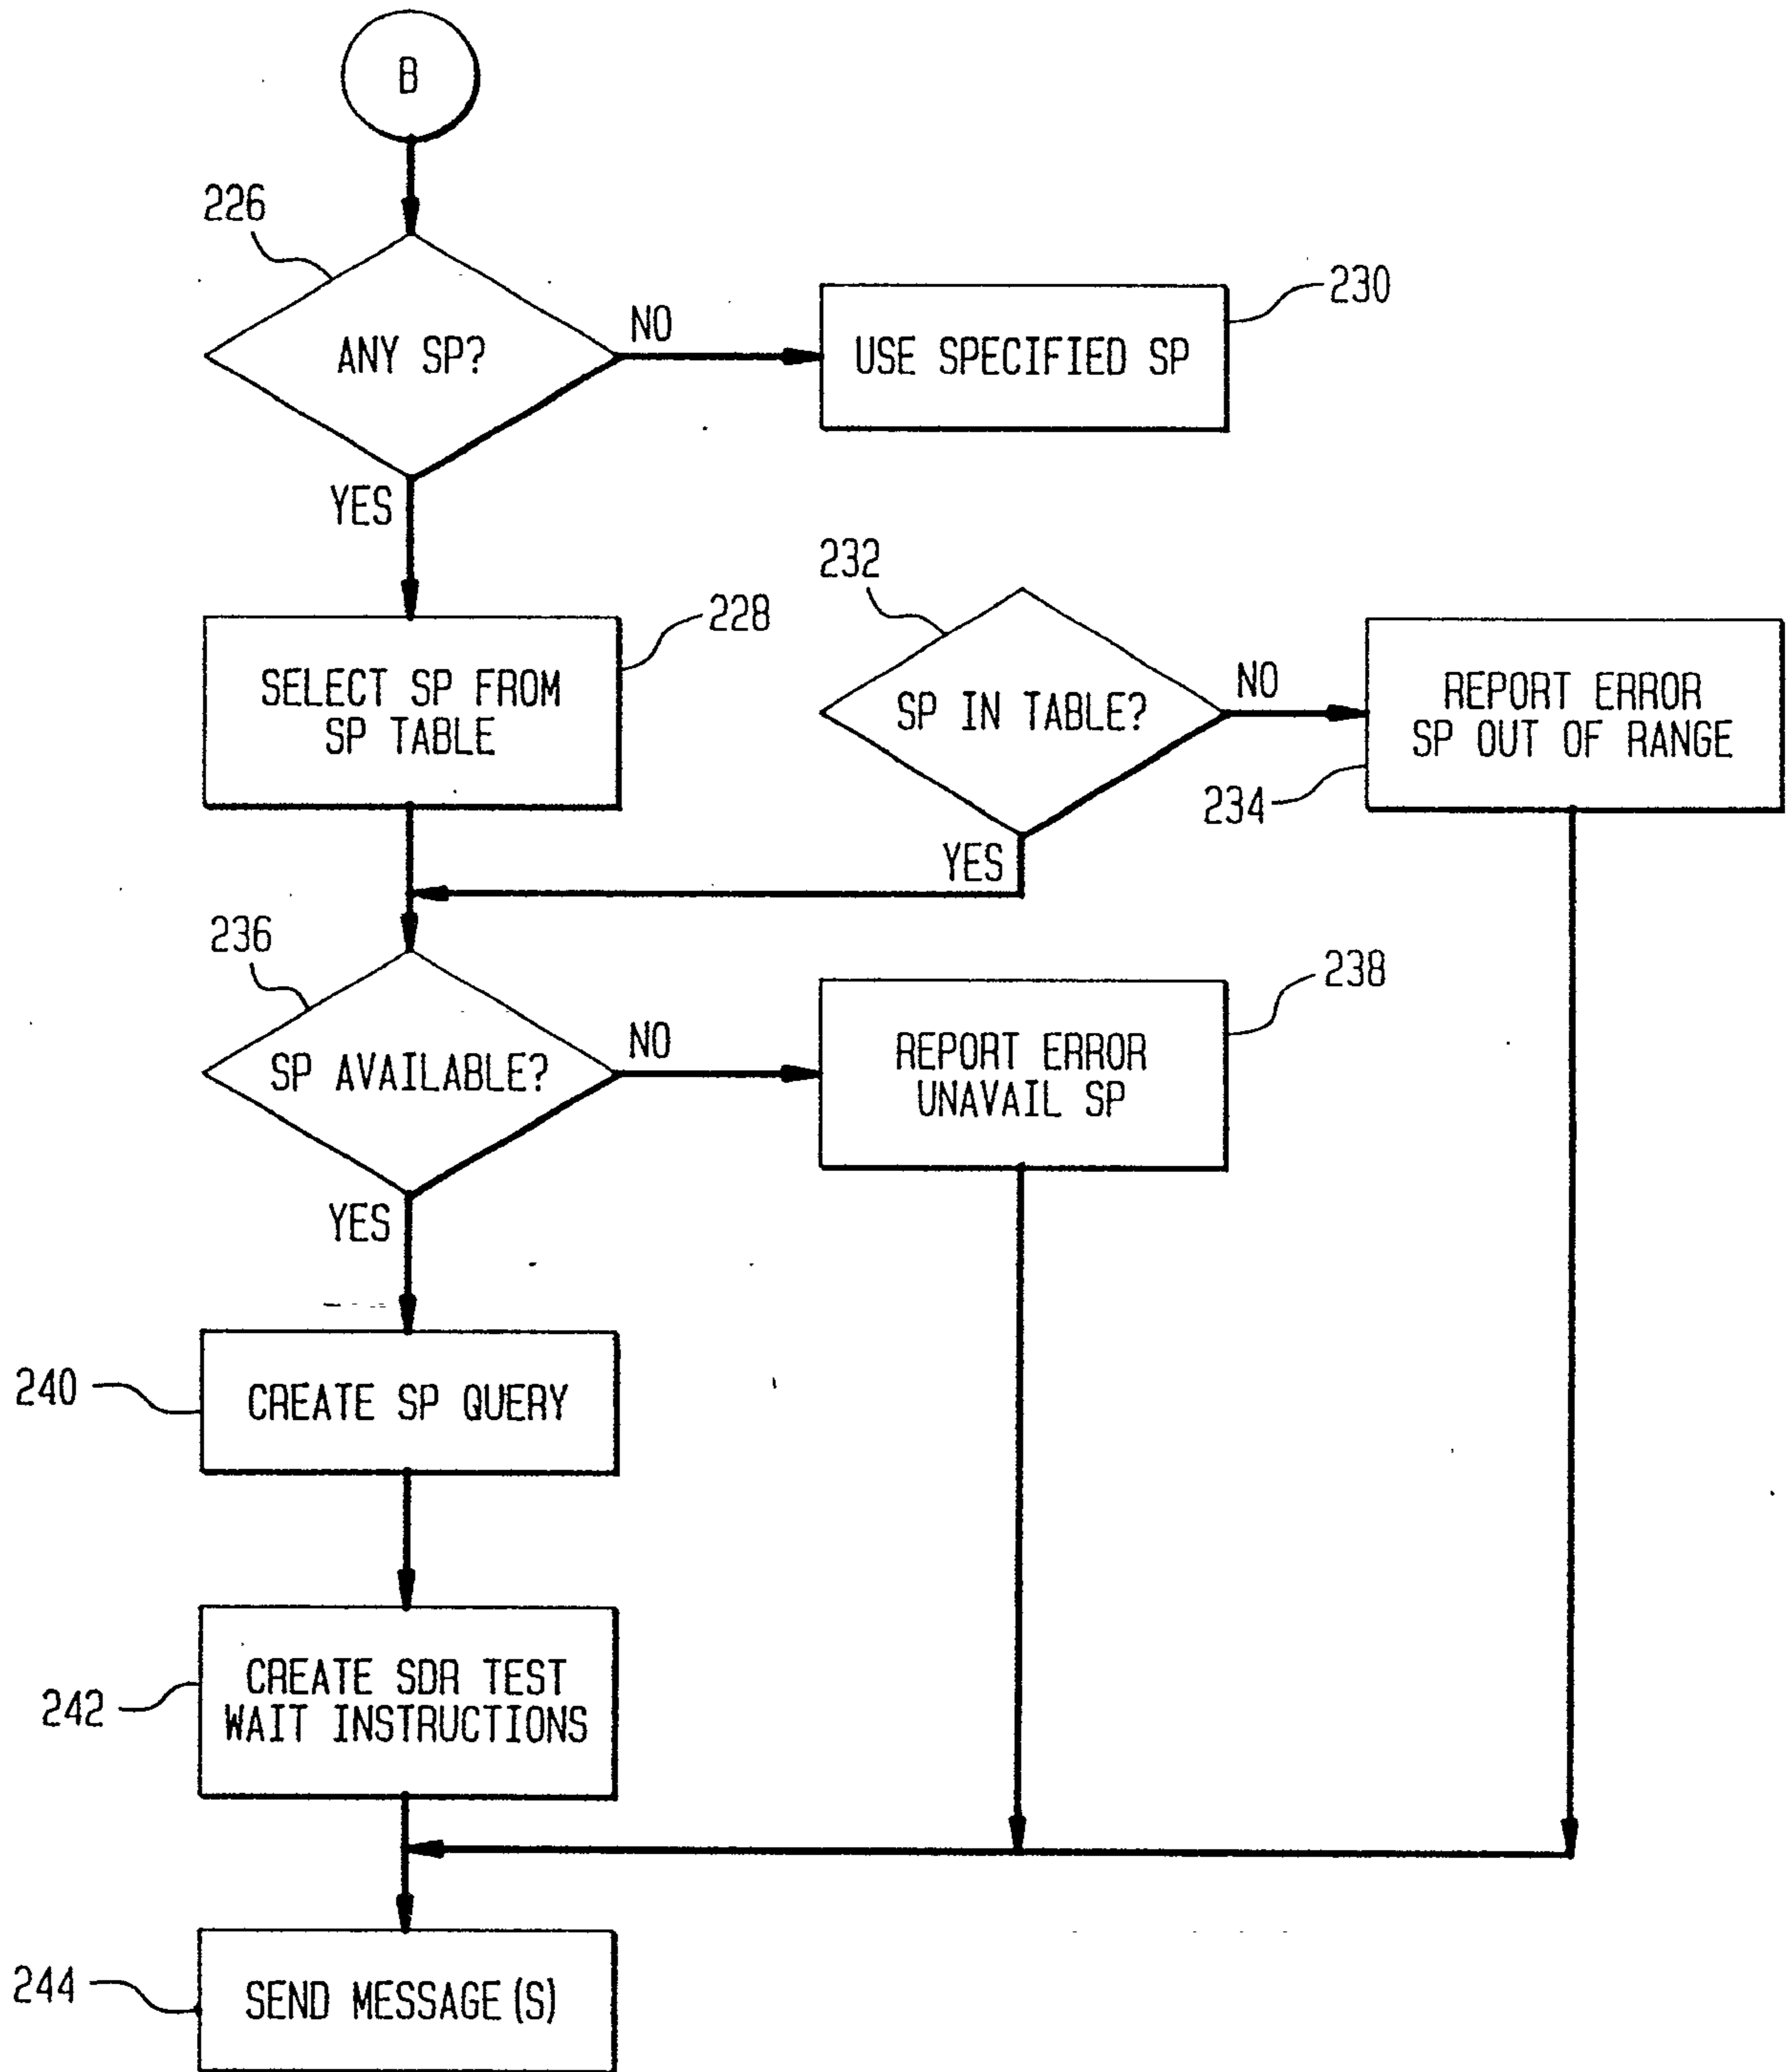 B
226
ANY SP?
NO
230
USE SPECIFIED SP
YES
228
SELECT SP FROM
SP TABLE
232
SP IN TABLE?
NO
REPORT ERROR
SP OUT OF RANGE
234
YES
236
SP AVAILABLE?
NO
238
REPORT ERROR
UNAVAIL SP
YES
240
CREATE SP QUERY
242
CREATE SDR TEST
WAIT INSTRUCTIONS
244
SEND MESSAGE(S)